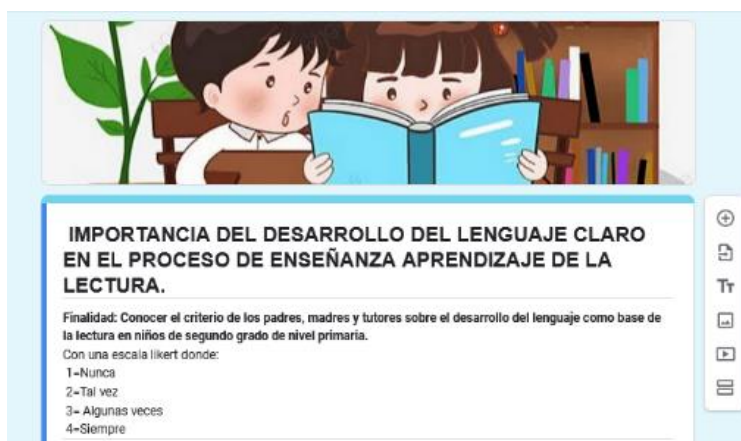 IMPORTANCIA DEL DESARROLLO DEL LENGUAJE CLARO
EN EL PROCESO DE ENSEÑANZA APRENDIZAJE DE LA
LECTURA.
Finalidad: Conocer el criterio de los padres, madres y tutores sobre el desarrollo del lenguaje como base de
la lectura en niños de segundo grado de nivel primaria.
Con una escala likert donde:
1=Nunca
2=Tal vez
3= Algunas veces
4=Siempre
Tт